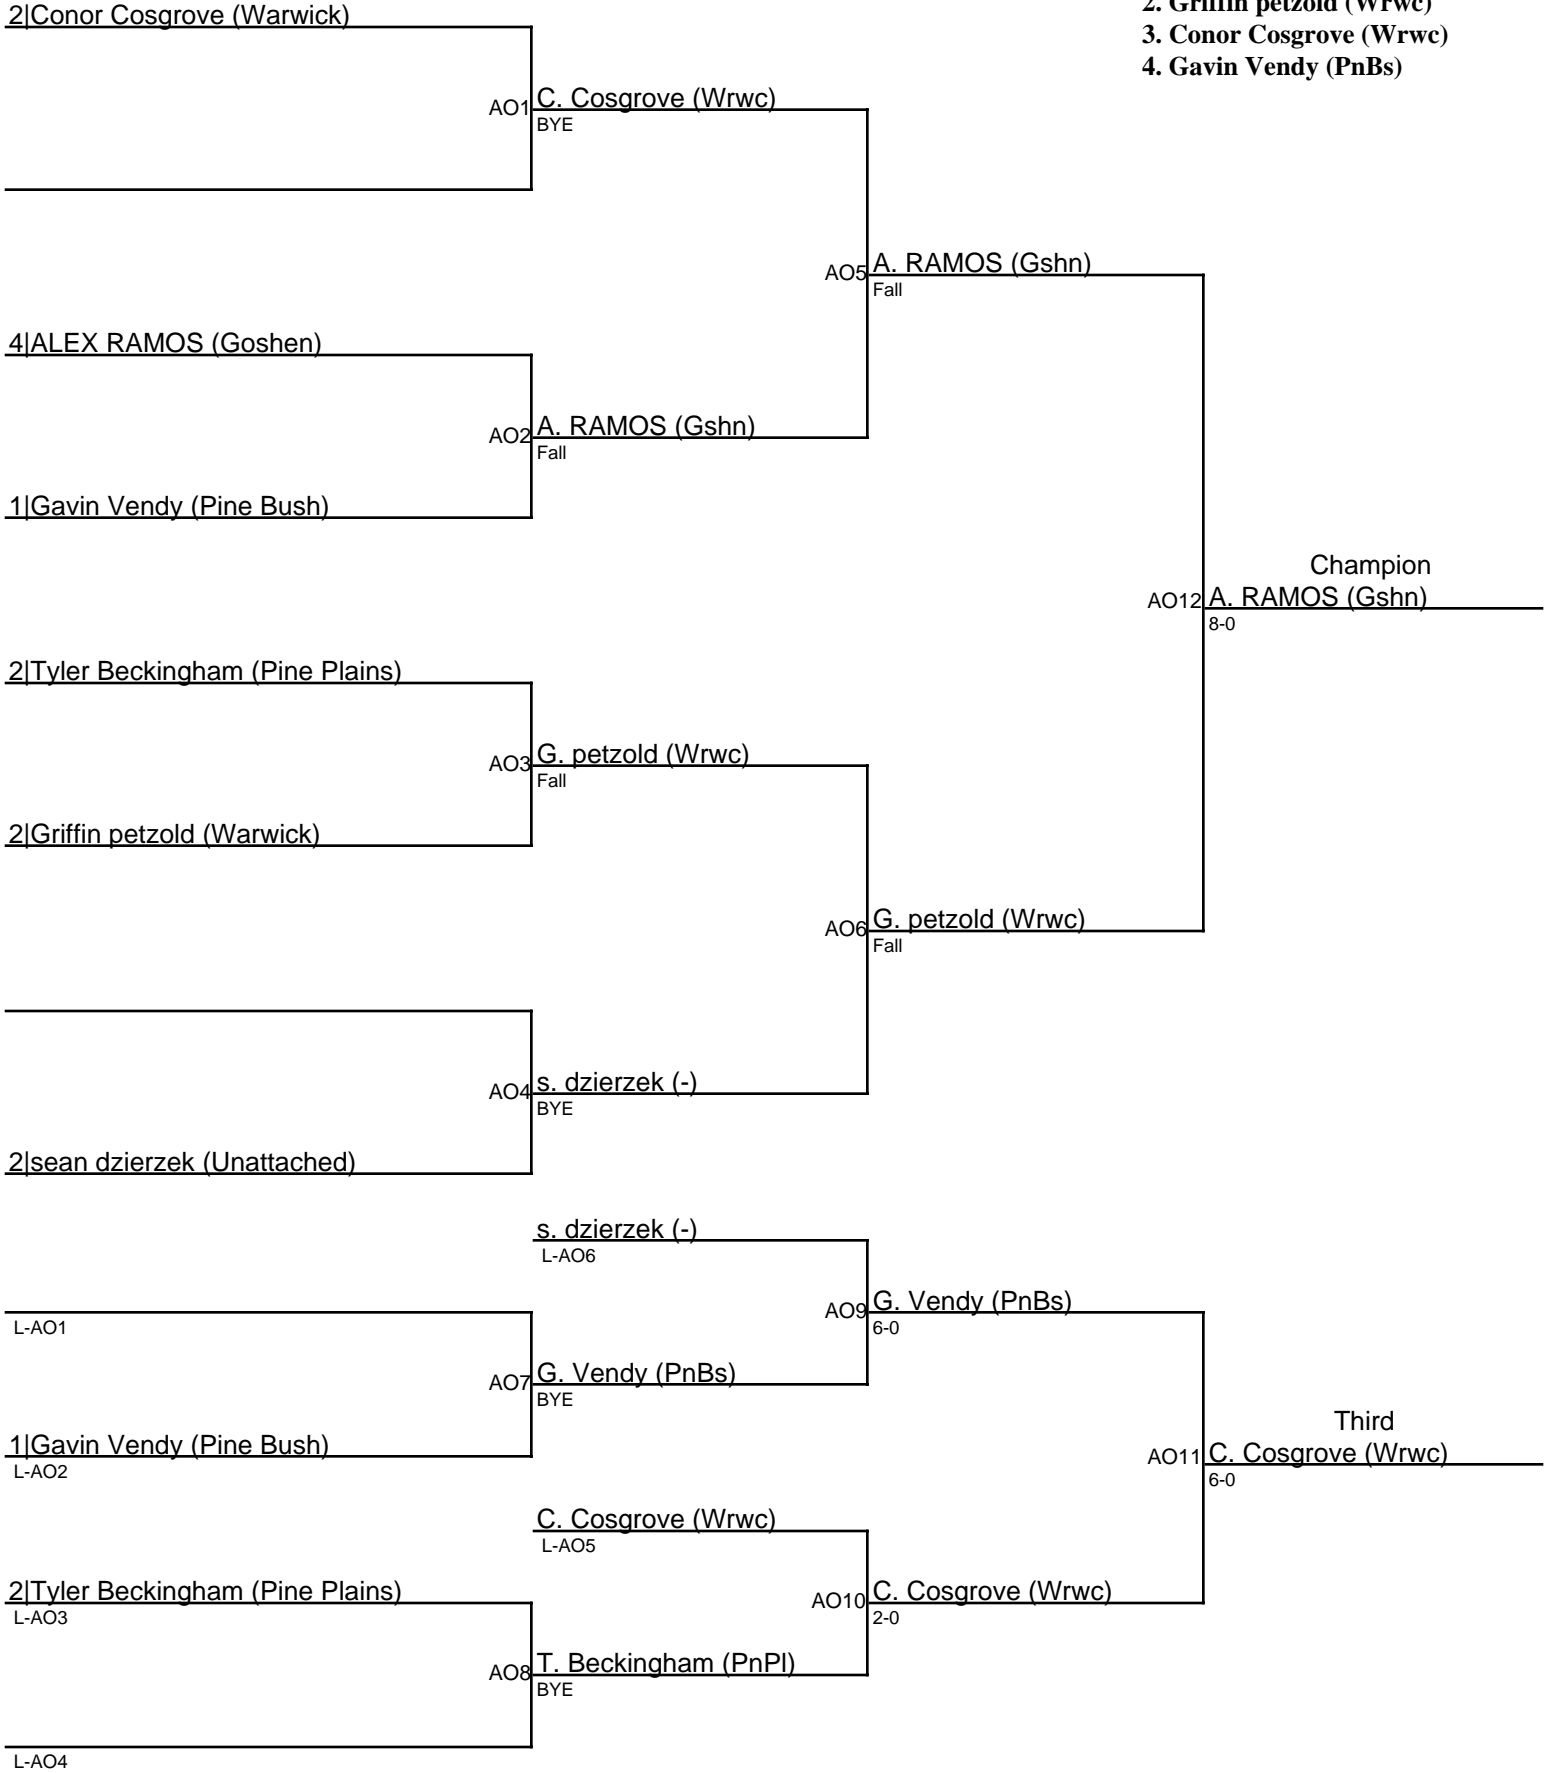 2|Conor Cosgrove (Warwick)
2. Griffin petzold (Wrwc)
3. Conor Cosgrove (Wrwc)
4. Gavin Vendy (PnBs)
AO1 C. Cosgrove (Wrwc)
BYE
AO5 A. RAMOS (Gshn)
Fall
4|ALEX RAMOS (Goshen)
AO2 A. RAMOS (Gshn)
Fall
1|Gavin Vendy (Pine Bush)
Champion
AO12 A. RAMOS (Gshn)
8-0
2|Tyler Beckingham (Pine Plains)
AO3 G. petzold (Wrwc)
Fall
2|Griffin petzold (Warwick)
AO6 G. petzold (Wrwc)
Fall
AO4 s. dzierzek (-)
BYE
2|sean dzierzek (Unattached)
s. dzierzek (-)
L-AO6
AO9 G. Vendy (PnBs)
6-0
L-AO1
AO7 G. Vendy (PnBs)
BYE
1|Gavin Vendy (Pine Bush)
L-AO2
Third
AO11 C. Cosgrove (Wrwc)
6-0
C. Cosgrove (Wrwc)
L-AO5
2|Tyler Beckingham (Pine Plains)
L-AO3
AO10 C. Cosgrove (Wrwc)
2-0
AO8 T. Beckingham (PnPl)
BYE
L-AO4